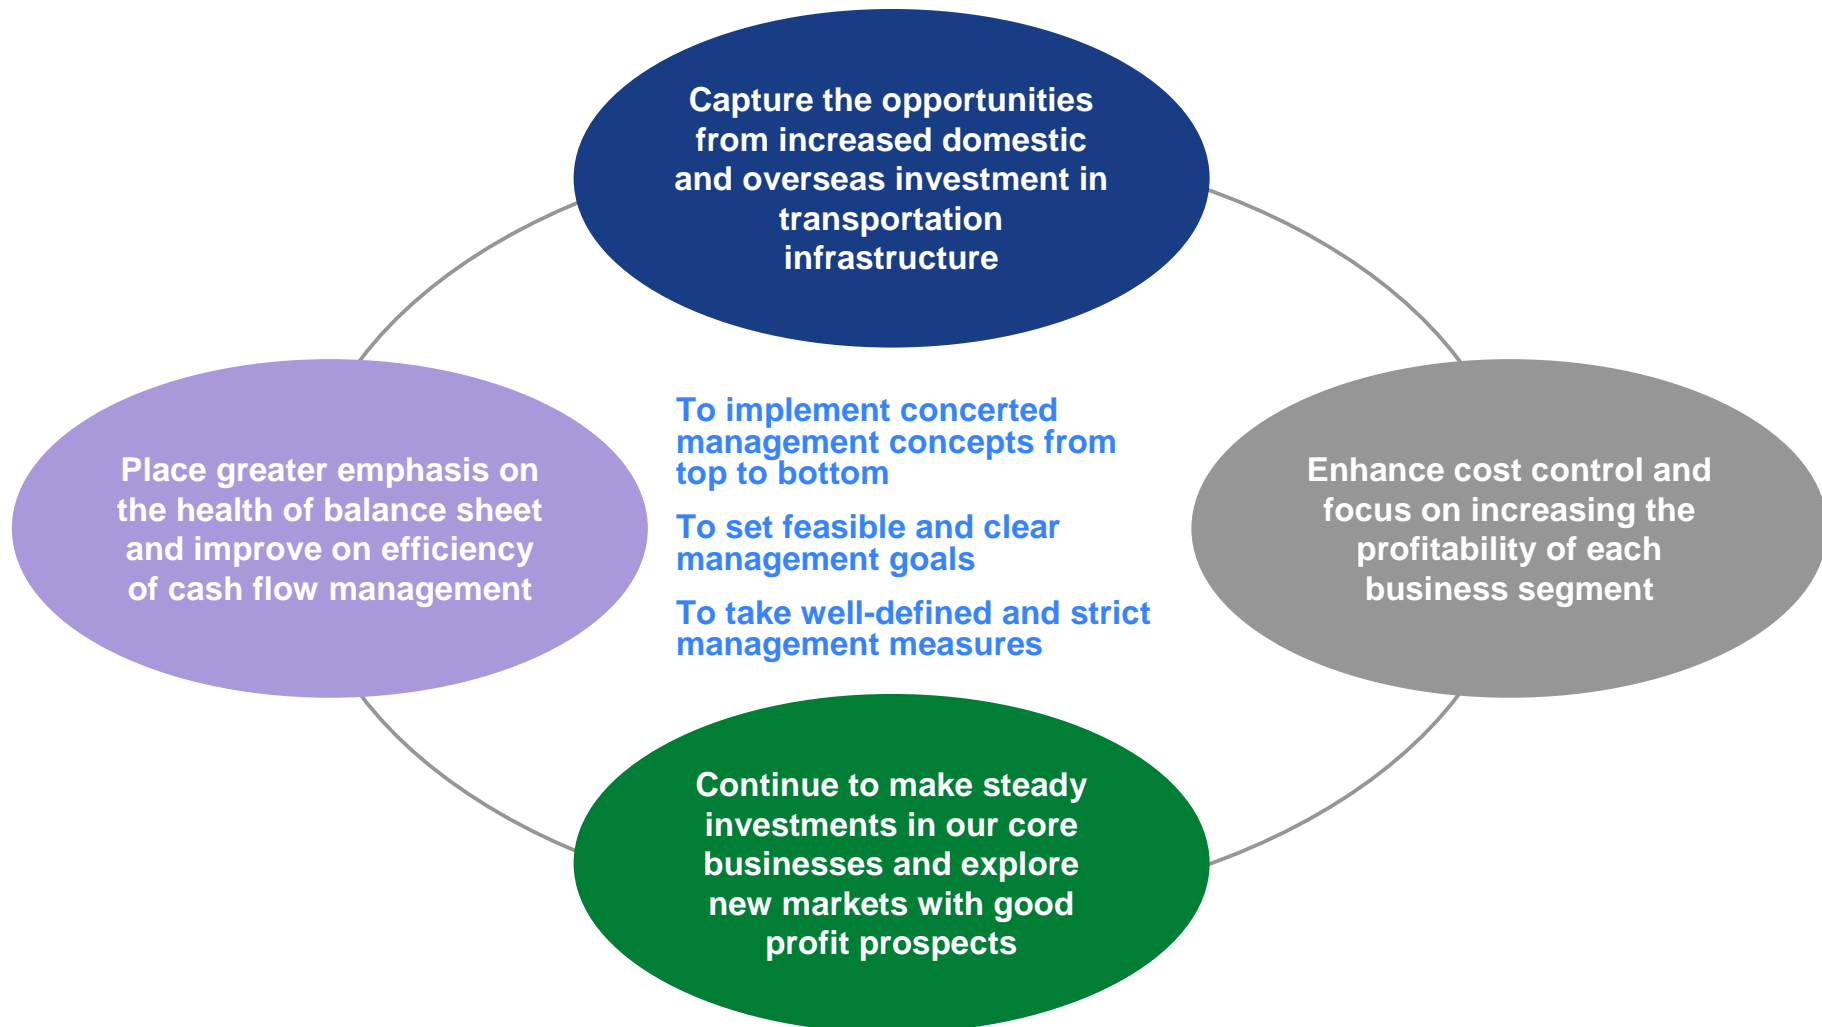 Capture the opportunities
from increased domestic
and overseas investment in
transportation
infrastructure
Place greater emphasis on
the health of balance sheet
and improve on efficiency
of cash flow management
To implement concerted
management concepts from
top to bottom
To set feasible and clear
management goals
To take well-defined and strict
management measures
Enhance cost control and
focus on increasing the
profitability of each
business segment
Continue to make steady
investments in our core
businesses and explore
new markets with good
profit prospects